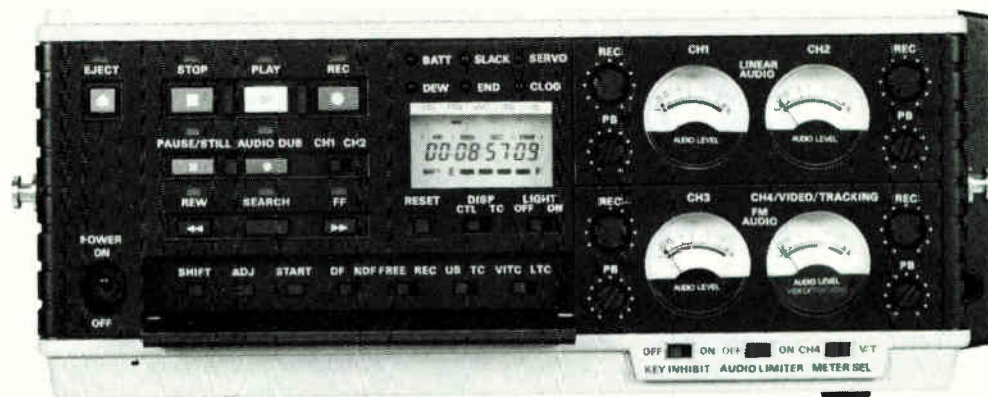 EJECT STOP PLAY REC
BATT SLACK SERVO
DEW END CLOG
PAUSE/STILL AUDIO DUB CH1 CH2
00:08 57 09
REW SEARCH FF
RESET DISP LIGHT
CTL TC OFF ON
POWER
ON
OFF
SHIFT ADJ START DF NDF FREE REC UB TC VITC LTC
REC CH1 CH2 REC
LINEAR
AUDIO
PB PB
AUDIO LEVEL AUDIO LEVEL
REC CH3 CH4/VIDEO/TRACKING REC
FM
AUDIO
PB PB
AUDIO LEVEL AUDIO LEVEL
OFF ON OFF ON CH4 V/T
KEY INHIBIT AUDIO LIMITER METER SEL